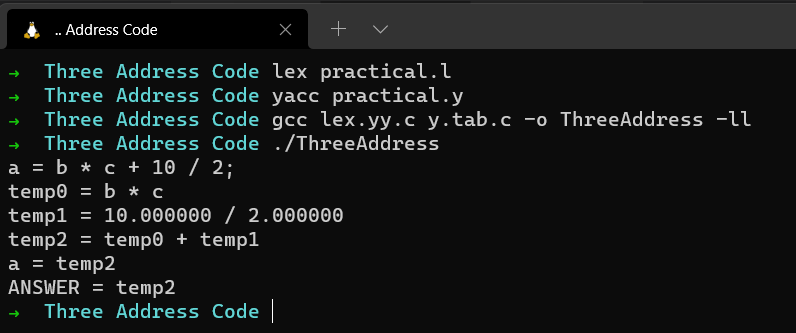 .. Address Code
→ Three Address Code lex practical.l
→ Three Address Code yacc practical.y
→ Three Address Code gcc lex.yy.c y.tab.c -o ThreeAddress -ll
→ Three Address Code ./ThreeAddress
a = b * c + 10 / 2;
temp0 = b * c
temp1 = 10.000000 / 2.000000
temp2 = temp0 + temp1
a = temp2
ANSWER = temp2
→ Three Address Code